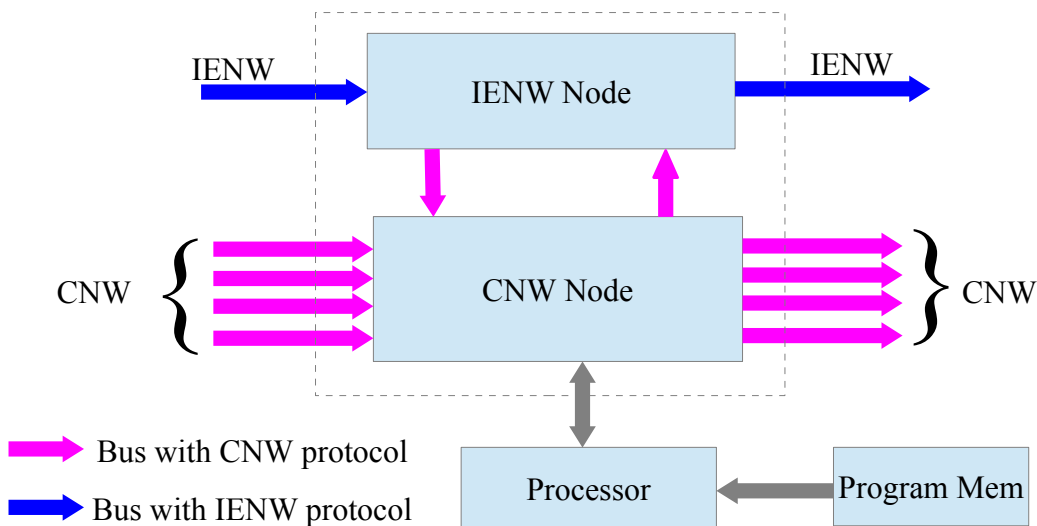 IENW
IENW
IENW Node
CNW
CNW Node
CNW
Bus with CNW protocol
Processor
Program Mem
Bus with IENW protocol